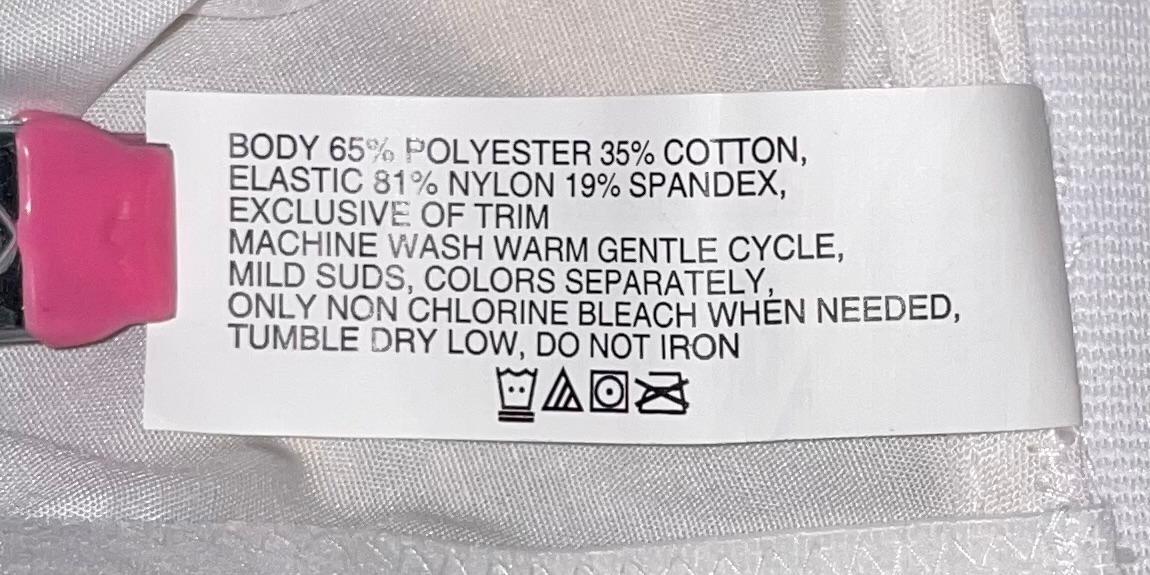 BODY 65% POLYESTER 35% COTTON,
ELASTIC 81% NYLON 19% SPANDEX,
EXCLUSIVE OF TRIM
MACHINE WASH WARM GENTLE CYCLE,
MILD SUDS, COLORS SEPARATELY,
ONLY NON CHLORINE BLEACH WHEN NEEDED,
TUMBLE DRY LOW, DO NOT IRON